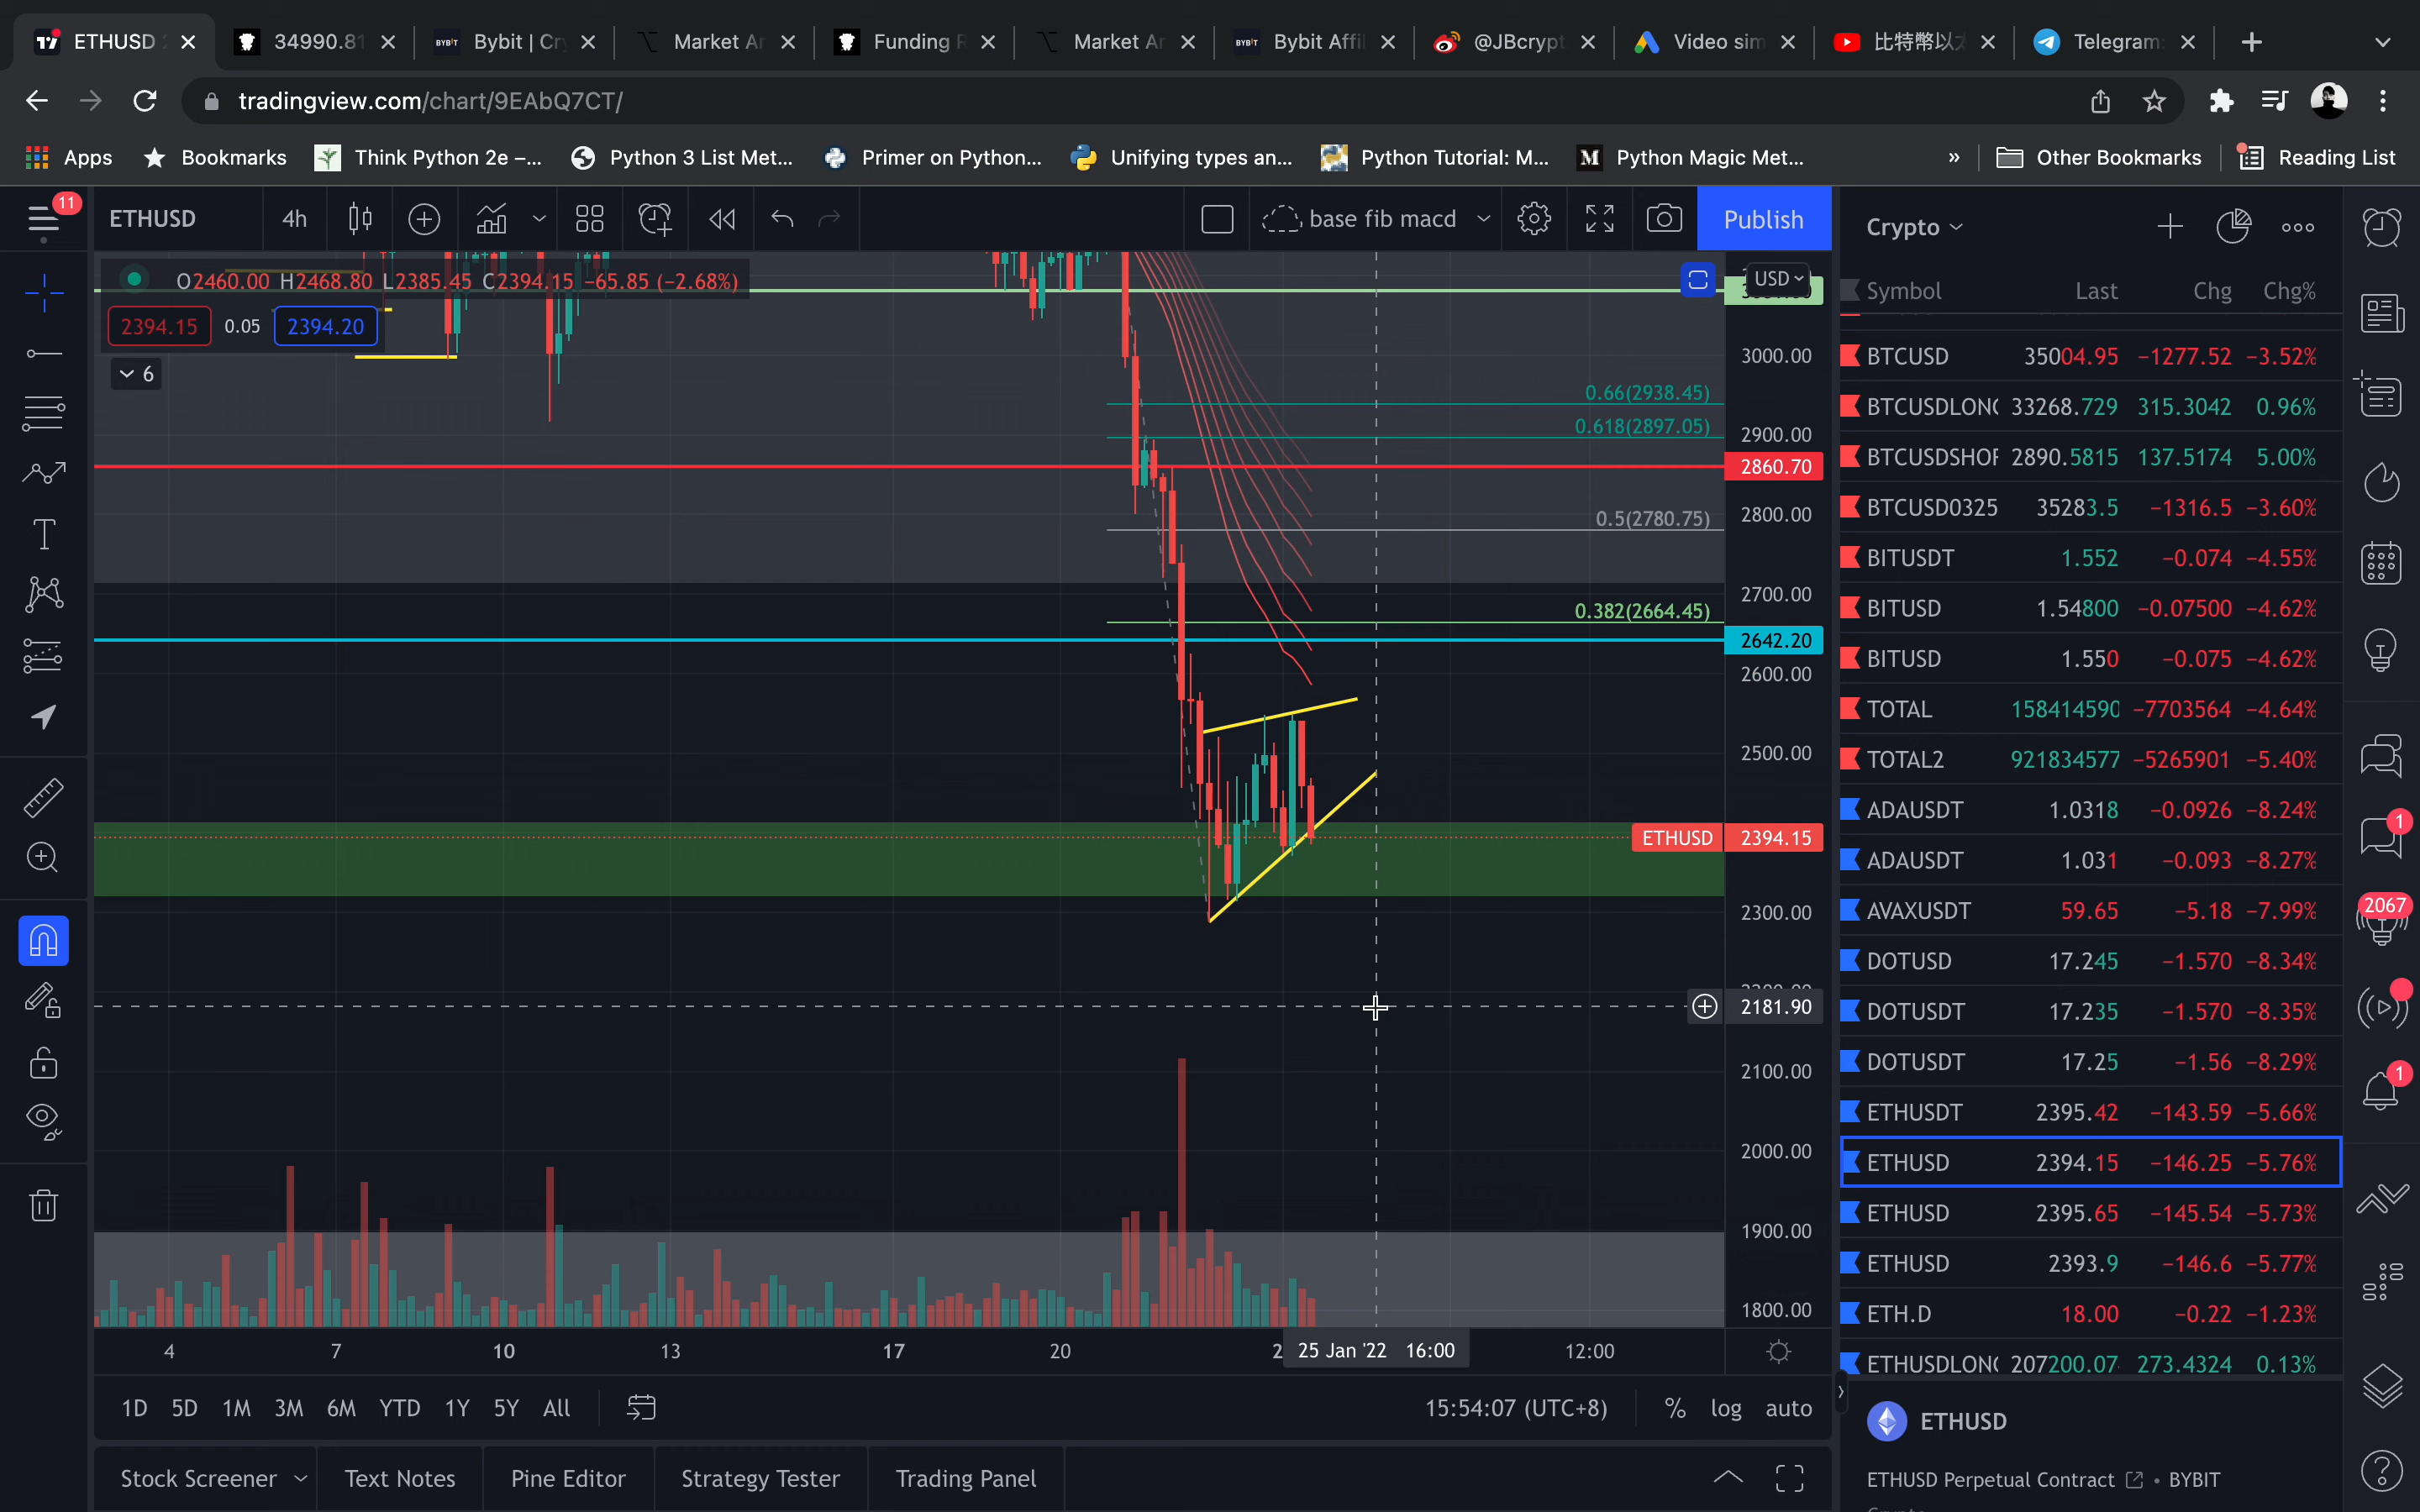 ETHUSD
34990.81
Bybit | Cr
Market Ar
Funding R
Market Ar
Bybit Affil
@JBcrypt
Video sim
比特幣以太
Telegram:
tradingview.com/chart/9EAbQ7CT/
Apps
Bookmarks
Think Python 2e –...
Python 3 List Met...
Primer on Python...
Unifying types an...
Python Tutorial: M...
Python Magic Met...
»
Other Bookmarks
Reading List
11
ETHUSD
4h
base fib macd
Publish
O2460.00 H2468.80 L2385.45 C2394.15 −65.85 (−2.68%)
2394.15
0.05
2394.20
6
USD
3000.00
0.66(2938.45)
0.618(2897.05)
2900.00
2860.70
0.5(2780.75)
2800.00
2700.00
0.382(2664.45)
2642.20
2600.00
2500.00
ETHUSD 2394.15
2300.00
2181.90
2100.00
2000.00
1900.00
1800.00
4 7 10 13 17 20 25 Jan '22 16:00 12:00
1D 5D 1M 3M 6M YTD 1Y 5Y All
15:54:07 (UTC+8)
% log auto
Stock Screener
Text Notes
Pine Editor
Strategy Tester
Trading Panel
Crypto
Symbol Last Chg Chg%
BTCUSD 35004.95 −1277.52 −3.52%
BTCUSDLONG 33268.729 315.3042 0.96%
BTCUSDSHOR 2890.5815 137.5174 5.00%
BTCUSD0325 35283.5 −1316.5 −3.60%
BITUSDT 1.552 −0.074 −4.55%
BITUSD 1.54800 −0.07500 −4.62%
BITUSD 1.550 −0.075 −4.62%
TOTAL 158414590 −7703564 −4.64%
TOTAL2 921834577 −5265901 −5.40%
ADAUSDT 1.0318 −0.0926 −8.24%
ADAUSDT 1.031 −0.093 −8.27%
AVAXUSDT 59.65 −5.18 −7.99%
DOTUSD 17.245 −1.570 −8.34%
DOTUSDT 17.235 −1.570 −8.35%
DOTUSDT 17.25 −1.56 −8.29%
ETHUSDT 2395.42 −143.59 −5.66%
ETHUSD 2394.15 −146.25 −5.76%
ETHUSD 2395.65 −145.54 −5.73%
ETHUSD 2393.9 −146.6 −5.77%
ETH.D 18.00 −0.22 −1.23%
ETHUSDLONG 207200.07 273.4324 0.13%
ETHUSD
ETHUSD Perpetual Contract • BYBIT
1
2067
1